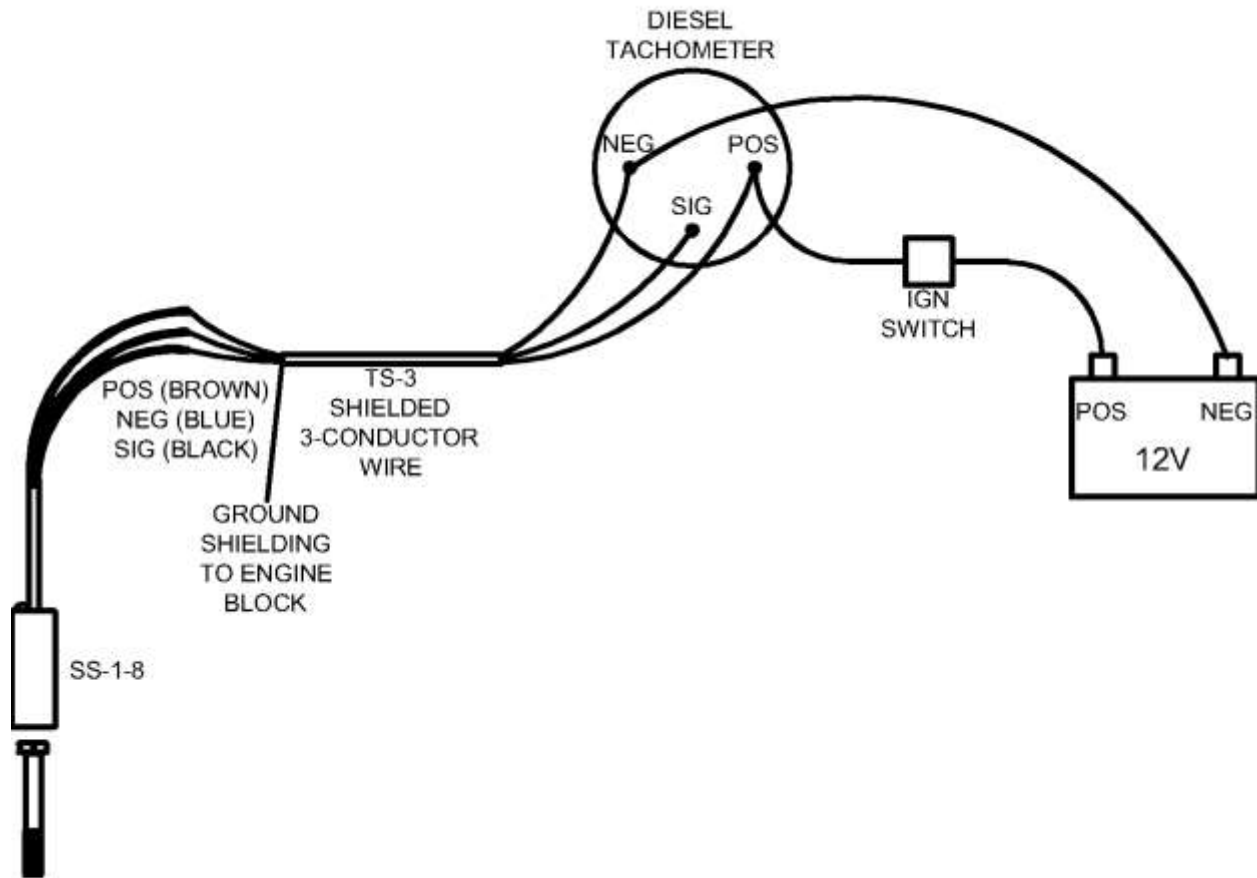 DIESEL
TACHOMETER
NEG
POS
SIG
IGN
SWITCH
POS (BROWN)
NEG (BLUE)
SIG (BLACK)
TS-3
SHIELDED
3-CONDUCTOR
WIRE
POS
NEG
12V
GROUND
SHIELDING
TO ENGINE
BLOCK
SS-1-8